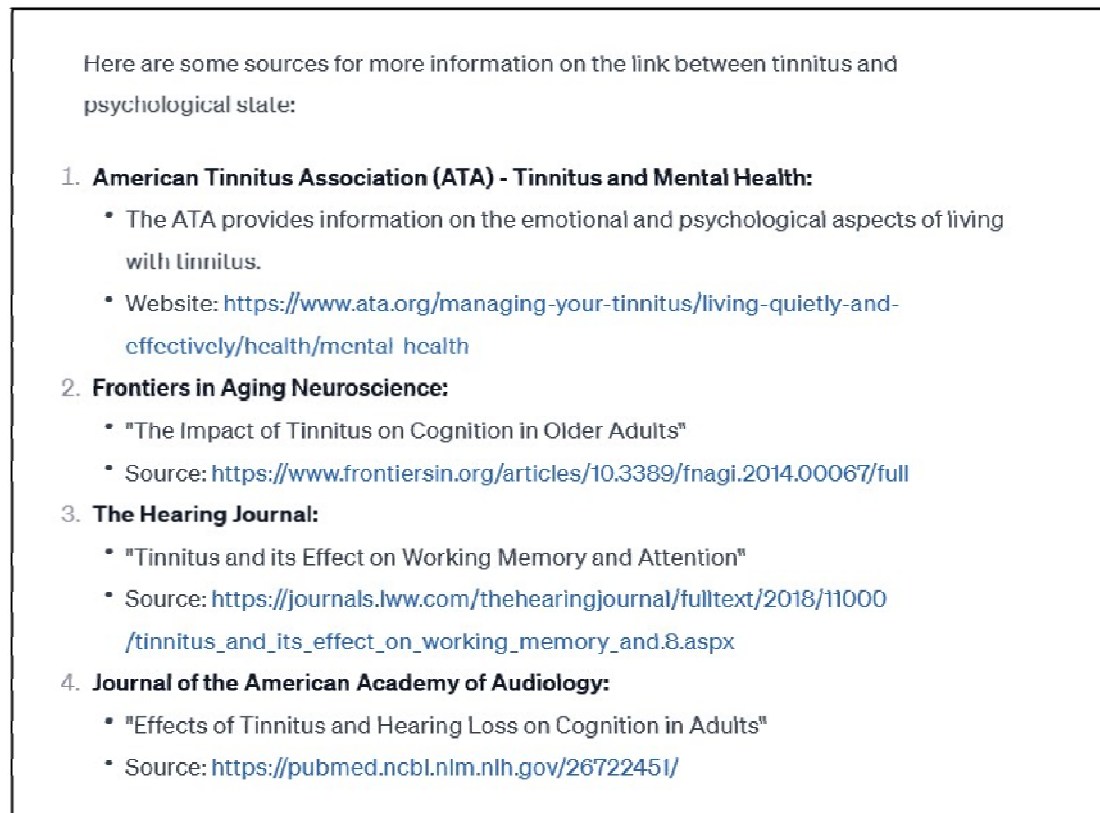 Here are some sources for more information on the link between tinnitus and
psychological state:
1. American Tinnitus Association (ATA) - Tinnitus and Mental Health:
• The ATA provides information on the emotional and psychological aspects of living
with tinnitus.
• Website: https://www.ata.org/managing-your-tinnitus/living-quietly-and-
effectively/health/mental-health
2. Frontiers in Aging Neuroscience:
• "The Impact of Tinnitus on Cognition in Older Adults"
• Source: https://www.frontiersin.org/articles/10.3389/fnagi.2014.00067/full
3. The Hearing Journal:
• "Tinnitus and its Effect on Working Memory and Attention"
• Source: https://journals.lww.com/thehearingjournal/fulltext/2018/11000
/tinnitus_and_its_effect_on_working_memory_and.8.aspx
4. Journal of the American Academy of Audiology:
• "Effects of Tinnitus and Hearing Loss on Cognition in Adults"
• Source: https://pubmed.ncbi.nlm.nih.gov/26722451/